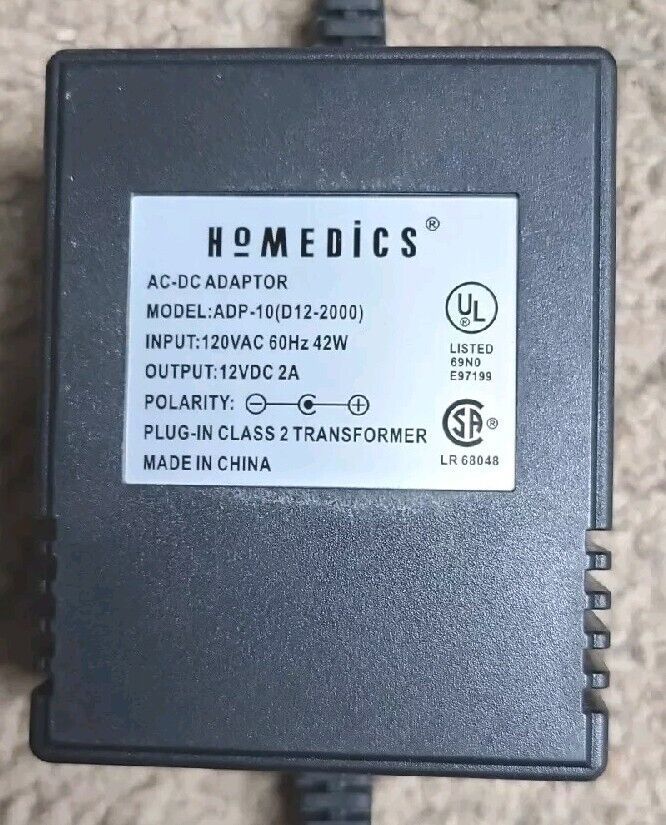 HoMEDiCS®
AC-DC ADAPTOR
MODEL:ADP-10(D12-2000)
INPUT:120VAC 60Hz 42W
OUTPUT:12VDC 2A
POLARITY:
PLUG-IN CLASS 2 TRANSFORMER
MADE IN CHINA
UL®
LISTED
69N0
E97199
SA®
LR 68048